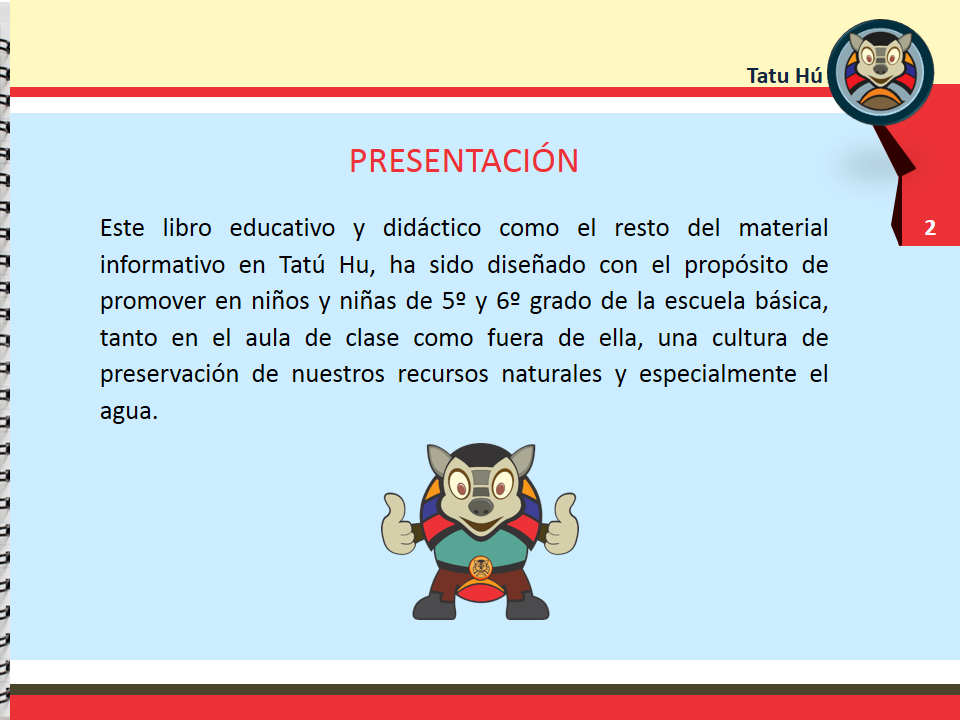 Tatu Hú
PRESENTACIÓN
Este libro educativo y didáctico como el resto del material
informativo en Tatú Hu, ha sido diseñado con el propósito de
promover en niños y niñas de 5º y 6º grado de la escuela básica,
tanto en el aula de clase como fuera de ella, una cultura de
preservación de nuestros recursos naturales y especialmente el
agua.
2